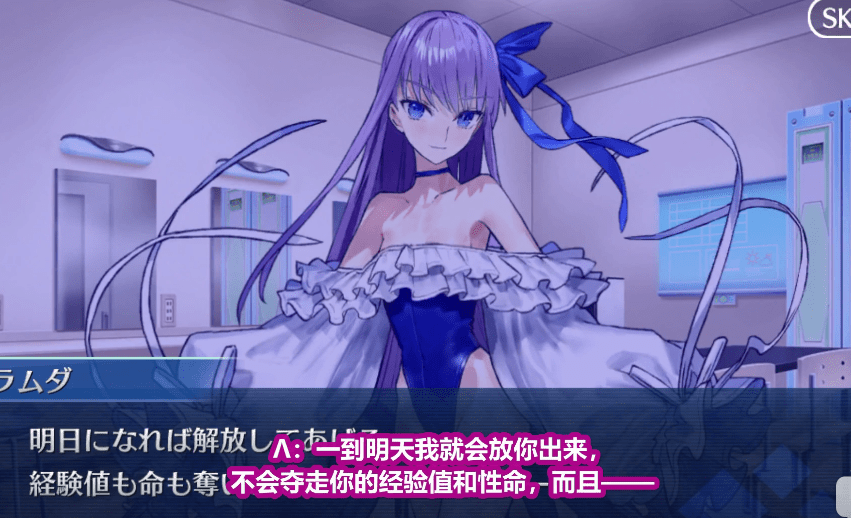 SK
ラムダ
明日になれば解放してあげる
経験値も命も奪い
Λ：一到明天我就会放你出来，
不会夺走你的经验值和性命，而且——